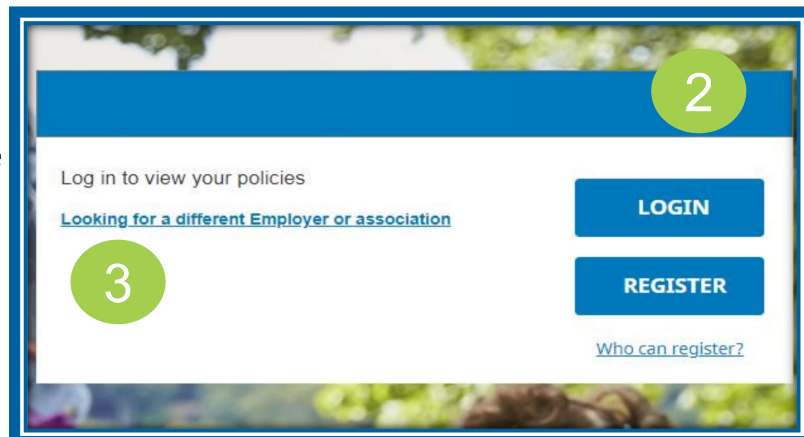 2
Log in to view your policies
Looking for a different Employer or association
3
LOGIN
REGISTER
Who can register?